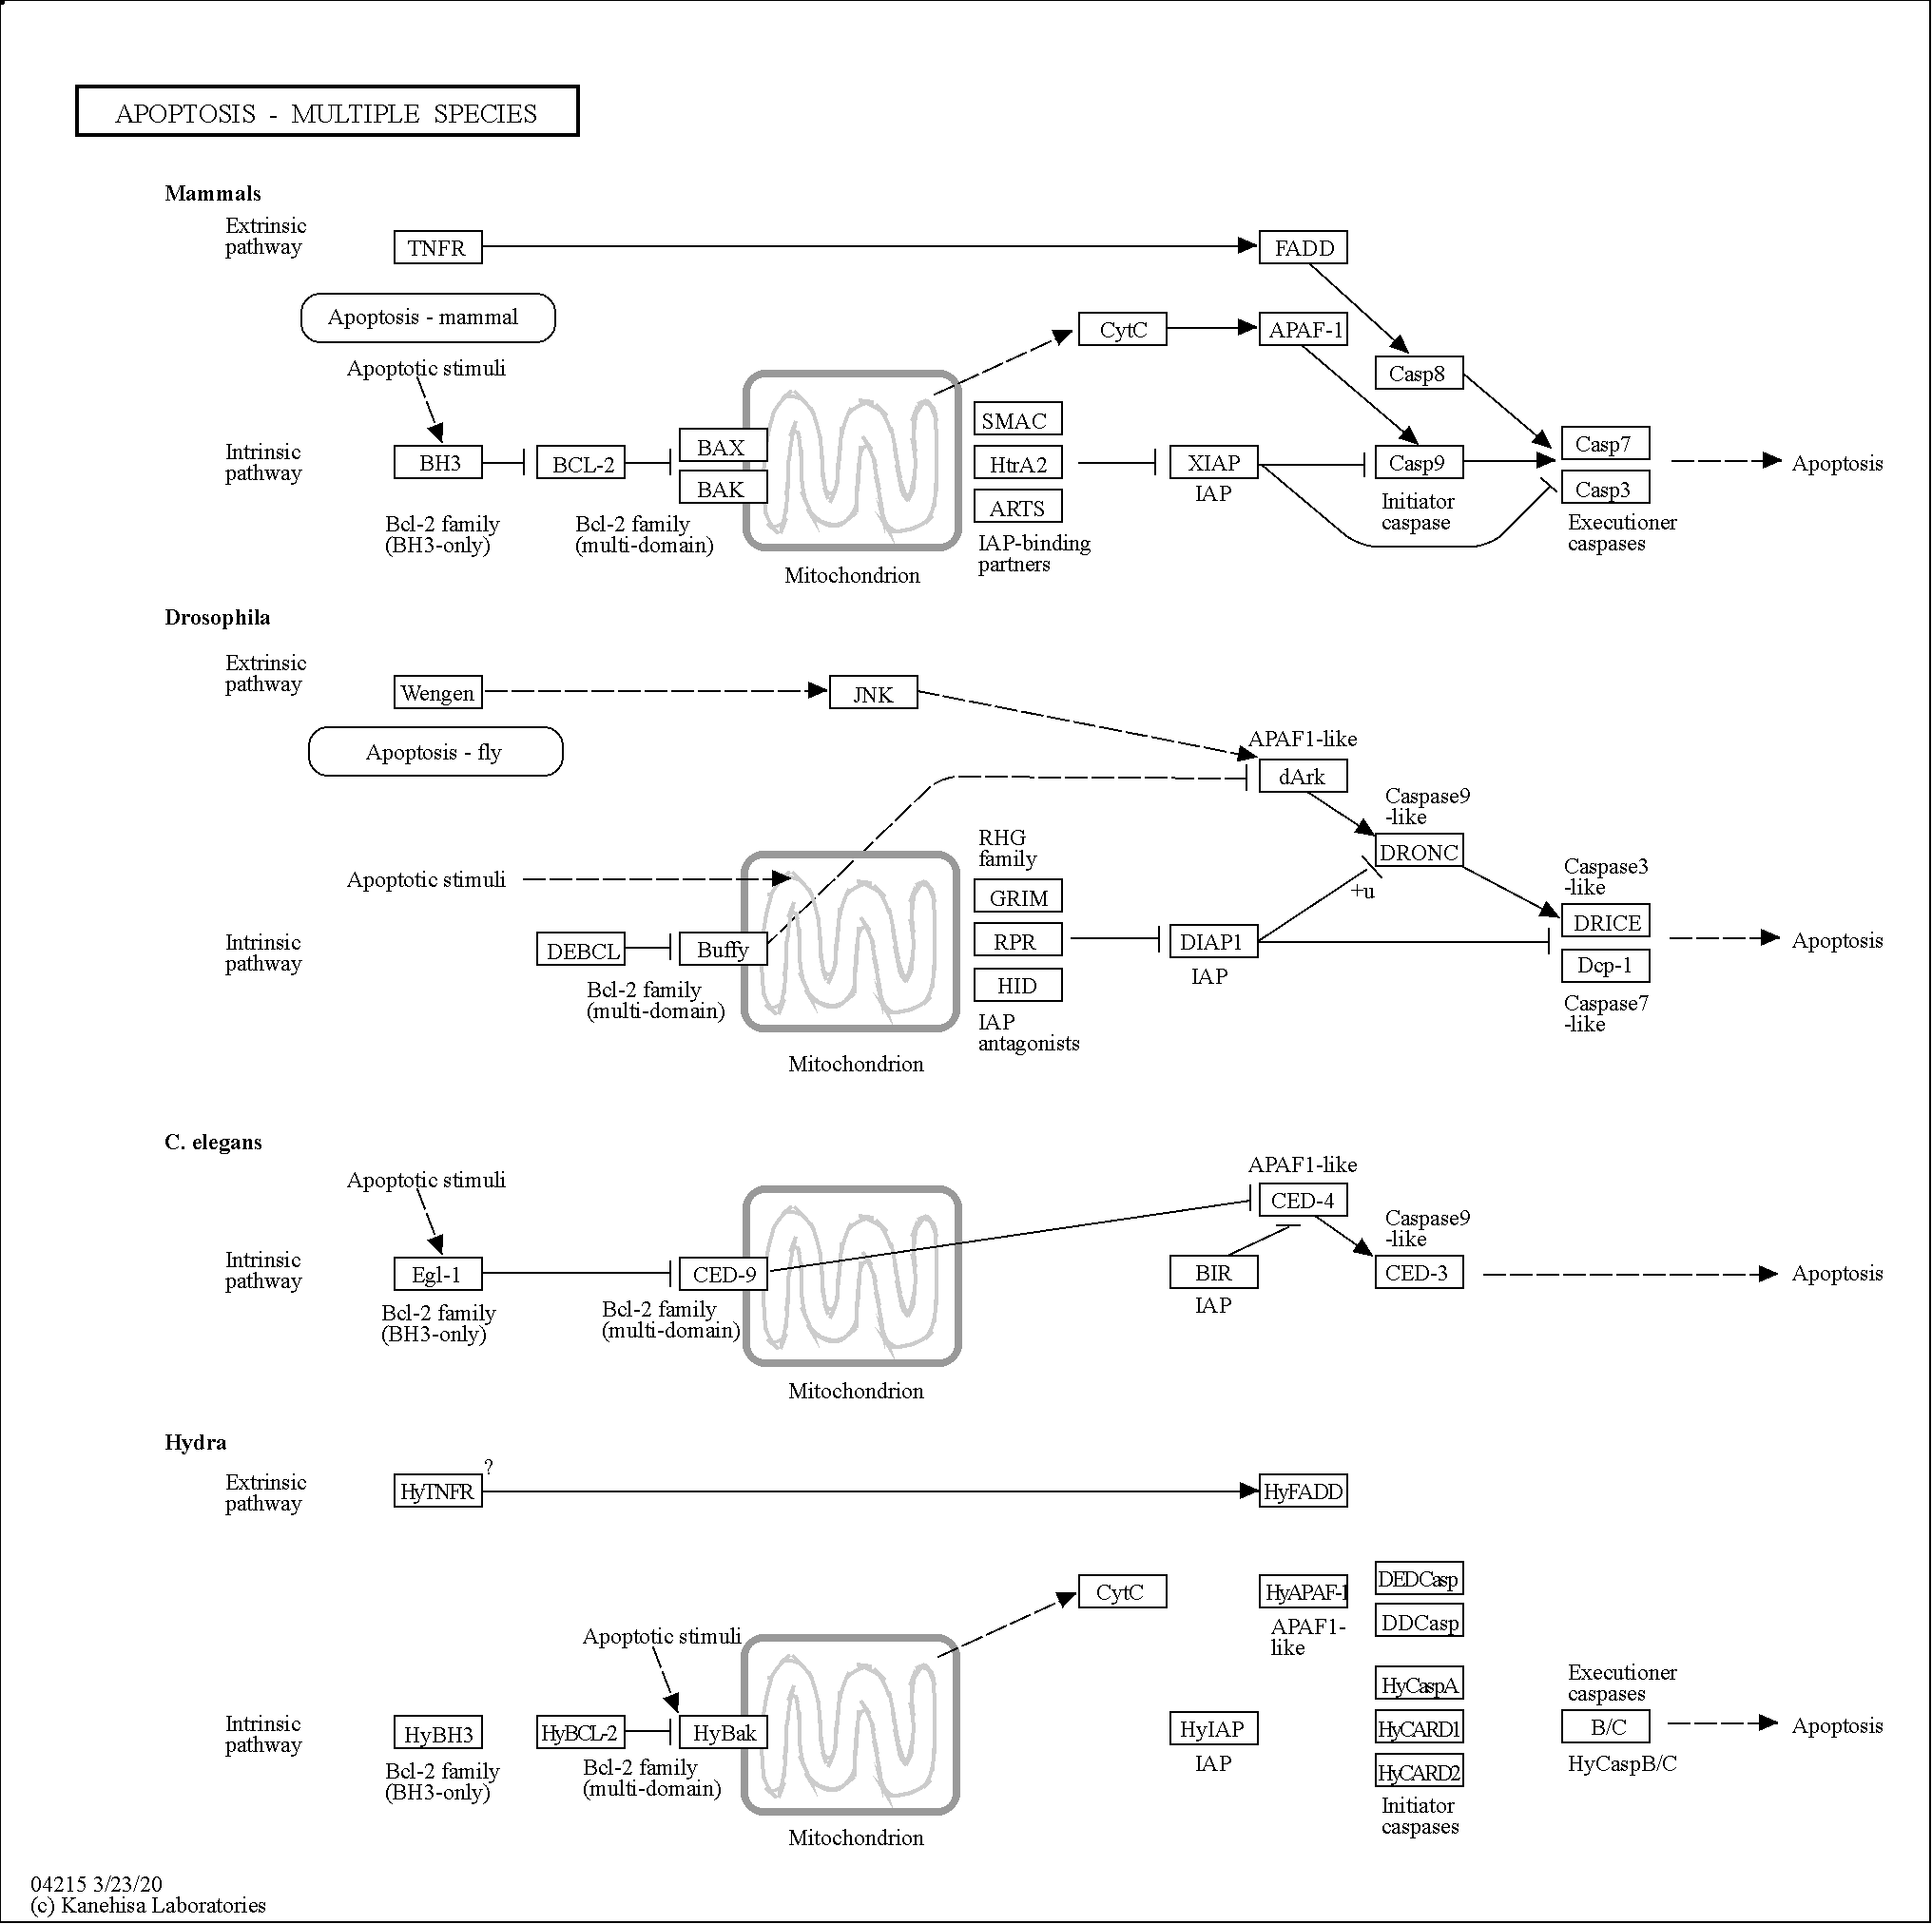 APOPTOSIS - MULTIPLE SPECIES
Mammals
Extrinsic
pathway
TNFR
FADD
Apoptosis - mammal
CytC
APAF-1
Apoptotic stimuli
Casp8
Intrinsic
pathway
BH3
BCL-2
BAX
BAK
SMAC
HtrA2
ARTS
XIAP
IAP
Casp9
Initiator
caspase
Casp7
Casp3
Executioner
caspases
Apoptosis
Bcl-2 family
(BH3-only)
Bcl-2 family
(multi-domain)
IAP-binding
partners
Mitochondrion
Drosophila
Extrinsic
pathway
Wengen
JNK
Apoptosis - fly
APAF1-like
dArk
Caspase9
-like
DRONC
+u
RHG
family
Apoptotic stimuli
GRIM
RPR
HID
Caspase3
-like
DRICE
Dcp-1
Caspase7
-like
Intrinsic
pathway
DEBCL
Buffy
DIAP1
IAP
Apoptosis
Bcl-2 family
(multi-domain)
IAP
antagonists
Mitochondrion
C. elegans
Apoptotic stimuli
APAF1-like
CED-4
Caspase9
-like
Intrinsic
pathway
Egl-1
CED-9
BIR
IAP
CED-3
Apoptosis
Bcl-2 family
(BH3-only)
Bcl-2 family
(multi-domain)
Mitochondrion
Hydra
Extrinsic
pathway
HyTNFR
?
HyFADD
CytC
HyAPAF-1
APAF1-
like
DEDCasp
DDCasp
Apoptotic stimuli
HyCaspA
HyCARD1
HyCARD2
Initiator
caspases
Executioner
caspases
B/C
HyCaspB/C
Apoptosis
Intrinsic
pathway
HyBH3
HyBCL-2
HyBak
HyIAP
IAP
Bcl-2 family
(BH3-only)
Bcl-2 family
(multi-domain)
Mitochondrion
04215 3/23/20
(c) Kanehisa Laboratories